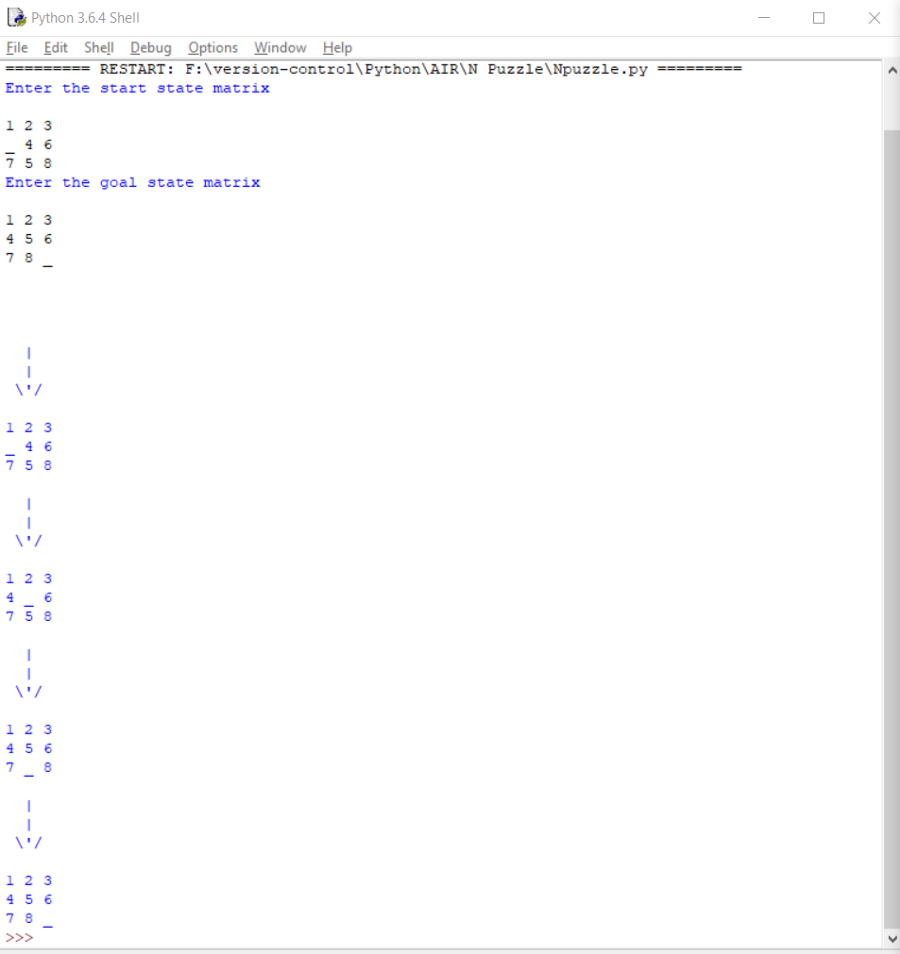 Python 3.6.4 Shell
File Edit Shell Debug Options Window Help
========= RESTART: F:\version-control\Python\AIR\N Puzzle\Npuzzle.py =========
Enter the start state matrix
1 2 3
_ 4 6
7 5 8
Enter the goal state matrix
1 2 3
4 5 6
7 8 _
|
|
\'/
1 2 3
_ 4 6
7 5 8
|
|
\'/
1 2 3
4 _ 6
7 5 8
|
|
\'/
1 2 3
4 5 6
7 _ 8
|
|
\'/
1 2 3
4 5 6
7 8 _
>>>